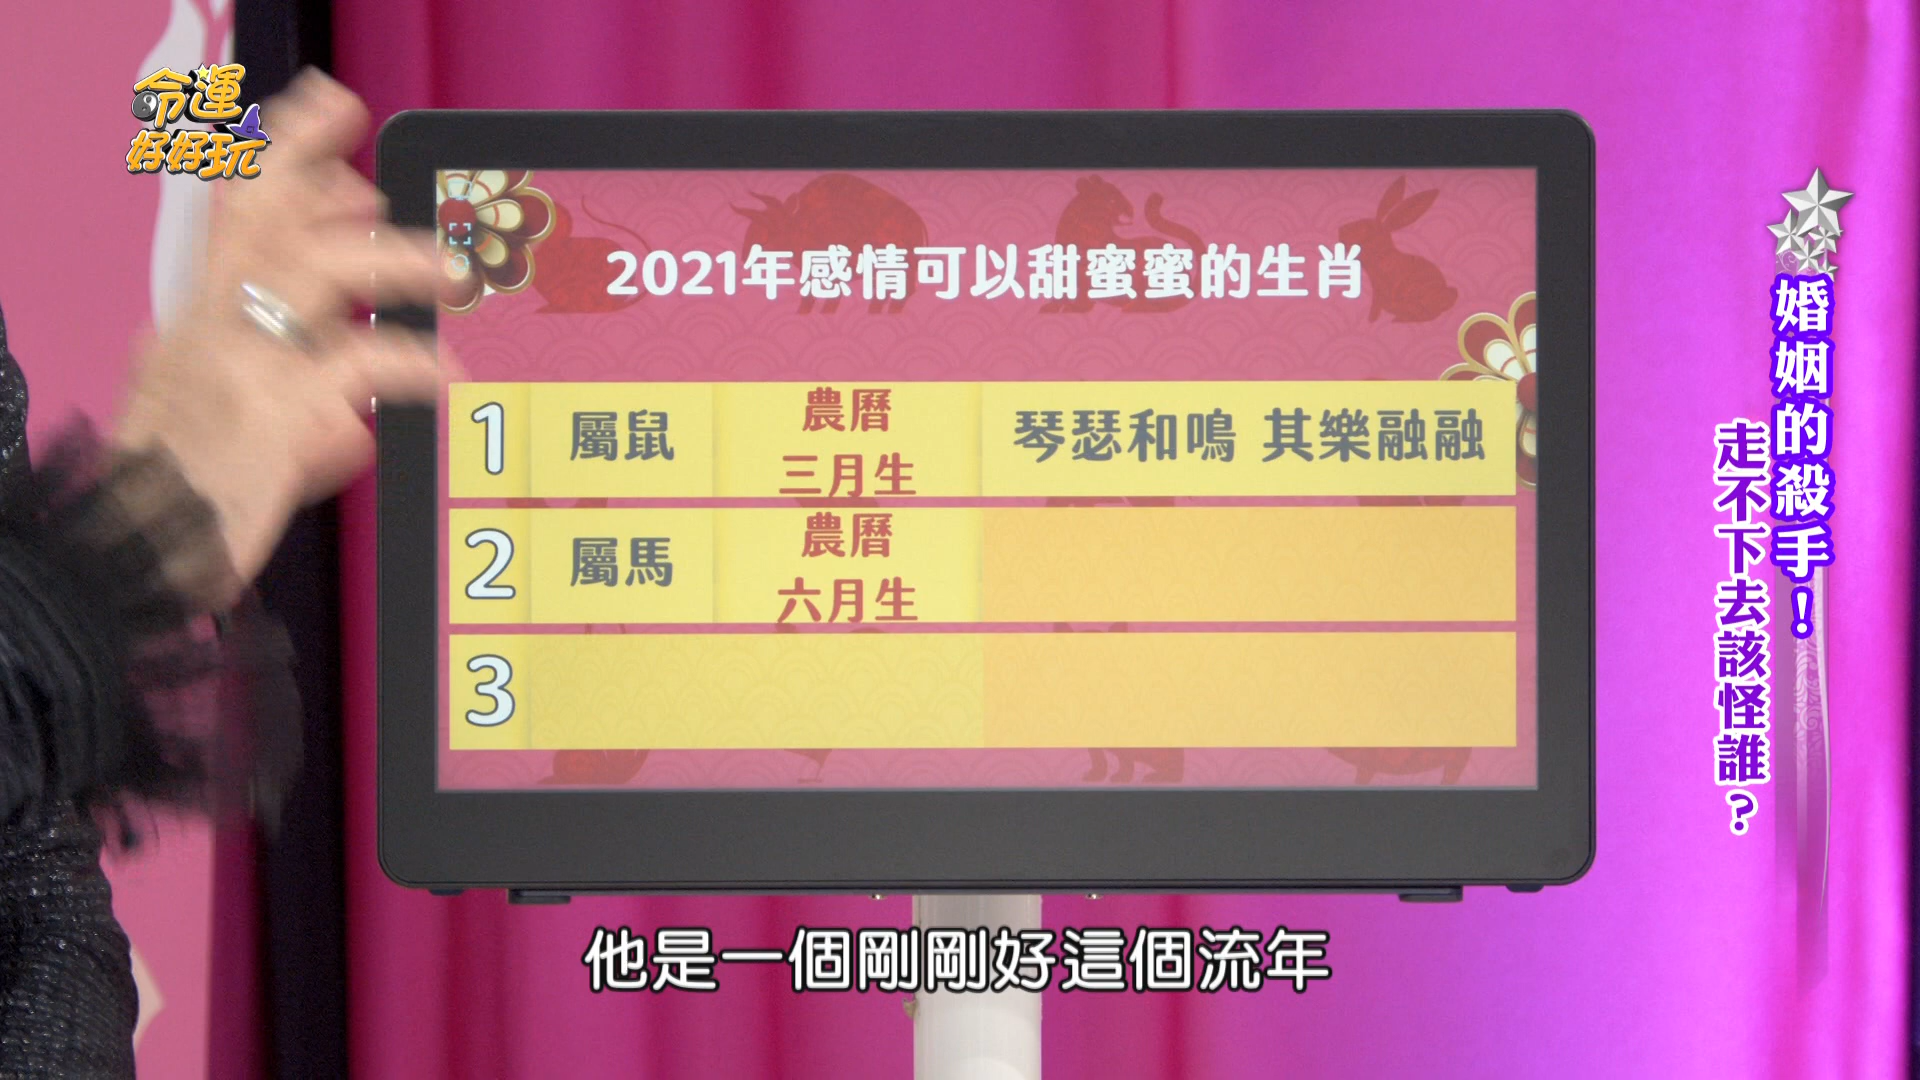 命運
好好玩
2021年感情可以甜蜜蜜的生肖
1 屬鼠 農曆 三月生 琴瑟和鳴 其樂融融
2 屬馬 農曆 六月生
3
婚姻的殺手!
走不下去該怪誰?
他是一個剛剛好這個流年